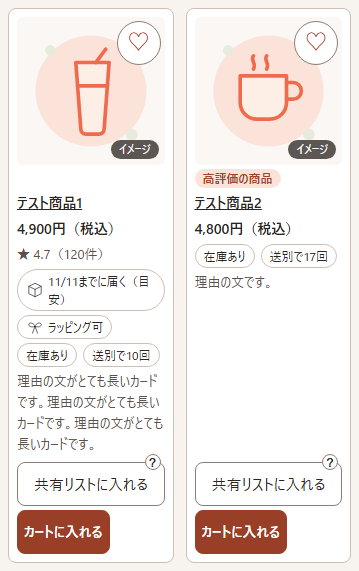 イメージ
テスト商品1
4,900円（税込）
★ 4.7（120件）
11/11までに届く（目
安）
ラッピング可
在庫あり
送別で10回
理由の文がとても長いカード
です。理由の文がとても長い
カードです。カードがとても
長いカードです。
?
共有リストに入れる
カートに入れる
イメージ
高評価の商品
テスト商品2
4,800円（税込）
在庫あり
送別で17回
理由の文です。
?
共有リストに入れる
カートに入れる